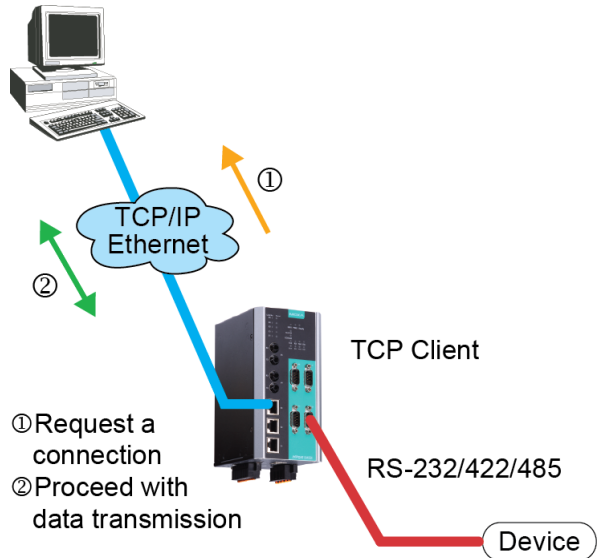 ①
TCP/IP
Ethernet
②
TCP Client
①Request a
connection
②Proceed with
data transmission
RS-232/422/485
Device